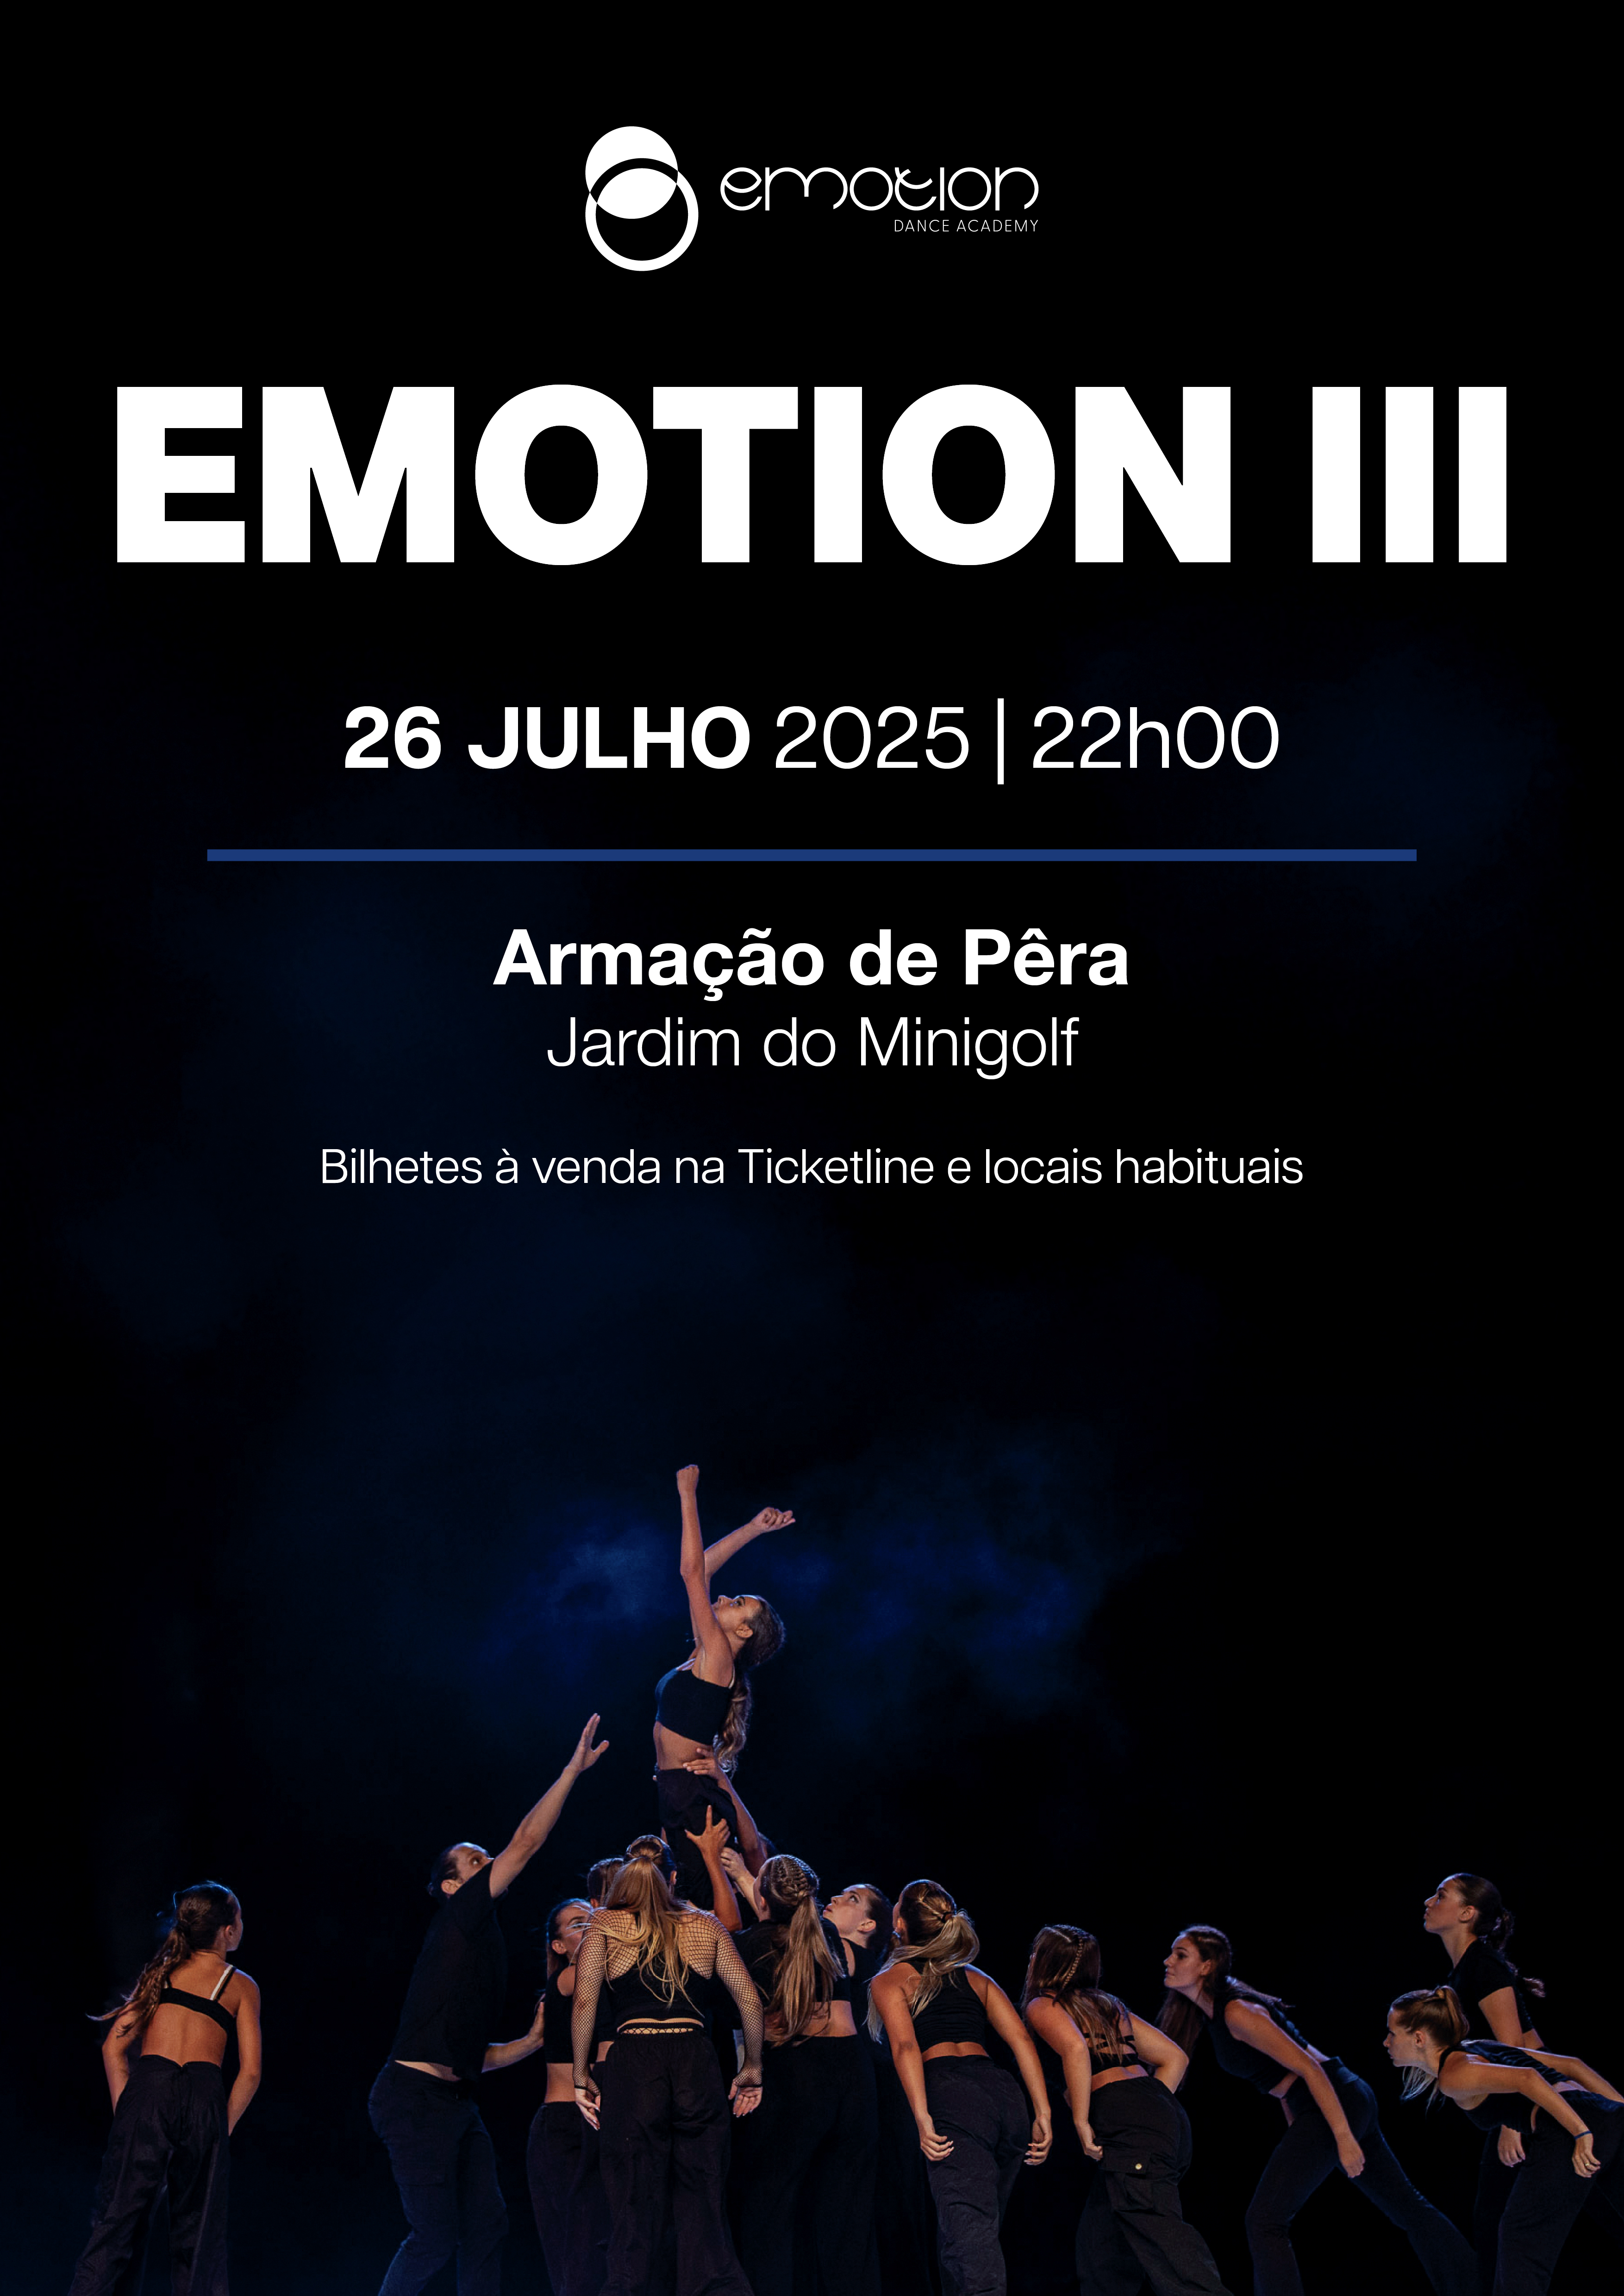 emotion
DANCE ACADEMY
EMOTION III
26 JULHO 2025 | 22h00
Armação de Pêra
Jardim do Minigolf
Bilhetes à venda na Ticketline e locais habituais